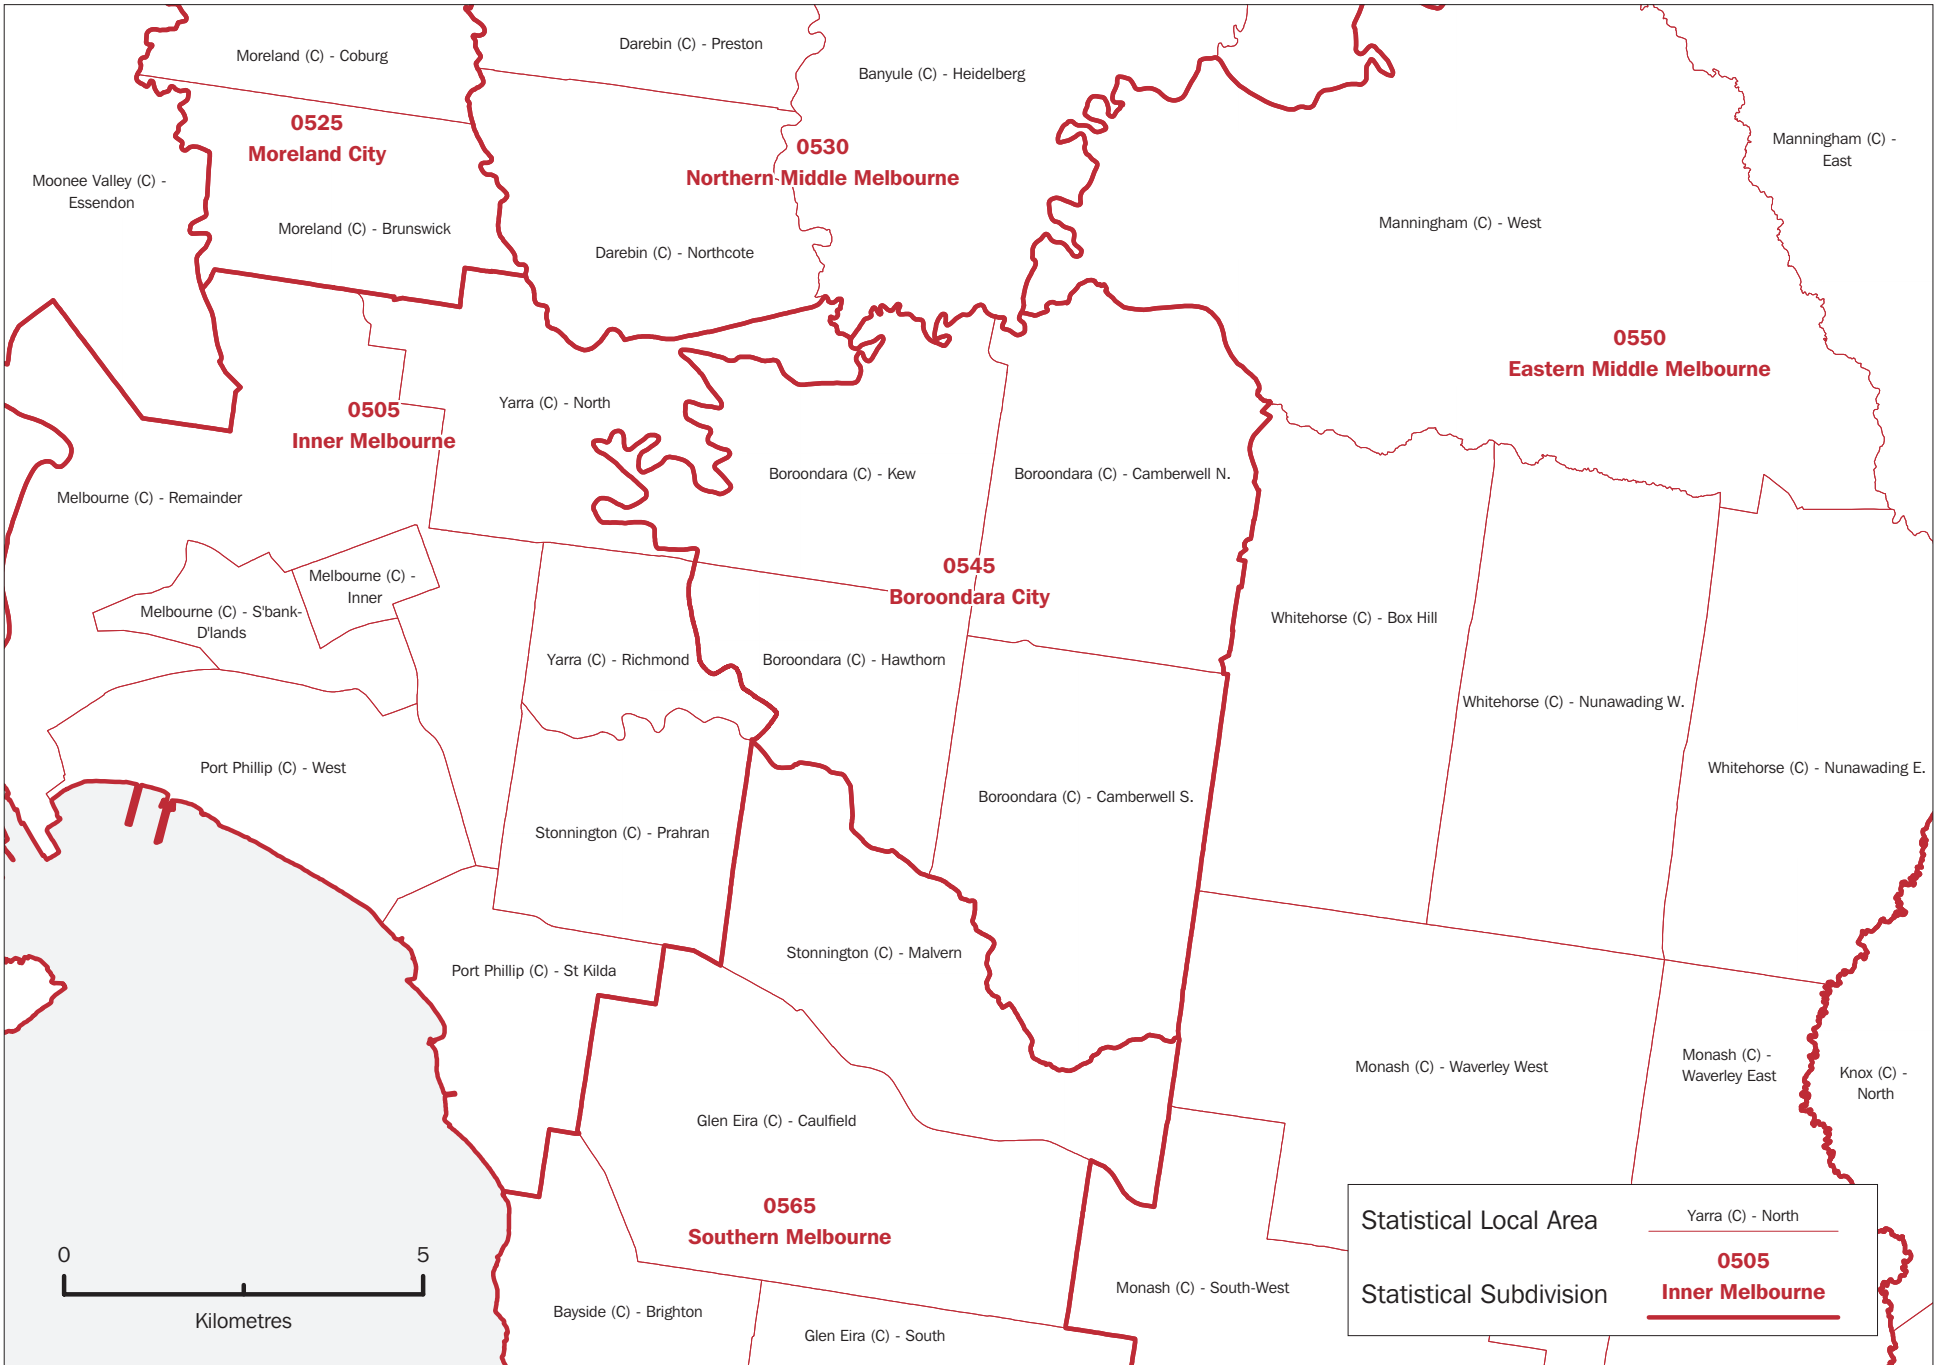 Moreland (C) - Coburg
Darebin (C) - Preston
Banyule (C) - Heidelberg
0525
Moreland City
0530
Northern Middle Melbourne
Manningham (C) -
East
Moonee Valley (C) -
Essendon
Moreland (C) - Brunswick
Darebin (C) - Northcote
Manningham (C) - West
0550
Eastern Middle Melbourne
0505
Inner Melbourne
Yarra (C) - North
Boroondara (C) - Kew
Boroondara (C) - Camberwell N.
Melbourne (C) - Remainder
Melbourne (C) -
Inner
0545
Boroondara City
Melbourne (C) - S'bank-
D'lands
Whitehorse (C) - Box Hill
Yarra (C) - Richmond
Boroondara (C) - Hawthorn
Whitehorse (C) - Nunawading W.
Port Phillip (C) - West
Whitehorse (C) - Nunawading E.
Boroondara (C) - Camberwell S.
Stonnington (C) - Prahran
Stonnington (C) - Malvern
Port Phillip (C) - St Kilda
Monash (C) - Waverley West
Monash (C) -
Waverley East
Knox (C) -
North
Glen Eira (C) - Caulfield
0565
Southern Melbourne
Monash (C) - South-West
Bayside (C) - Brighton
Glen Eira (C) - South
0 5
Kilometres
Statistical Local Area
Yarra (C) - North
Statistical Subdivision
0505
Inner Melbourne